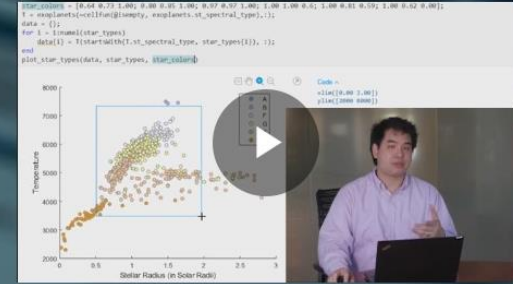 star_colors = [0.64 0.73 1.00; 0.80 0.85 1.00; 0.97 0.97 1.00; 1.00 1.00 0.6; 1.00 0.81 0.59; 1.00 0.62 0.00];
T = exoplanets(~cellfun(@isempty, exoplanets.st_spectral_type),:);
data = {};
for i = 1:numel(star_types)
data{i} = T(startsWith(T.st_spectral_type, star_types{i}), :);
end
plot_star_types(data, star_types, star_colors)
Code
xlim([0.00 3.00])
8000
7000
6000
5000
4000
3000
2000
Temperature
A
B
F
0
0.5
1
1.5
2
2.5
3
Stellar Radius (in Solar Radii)